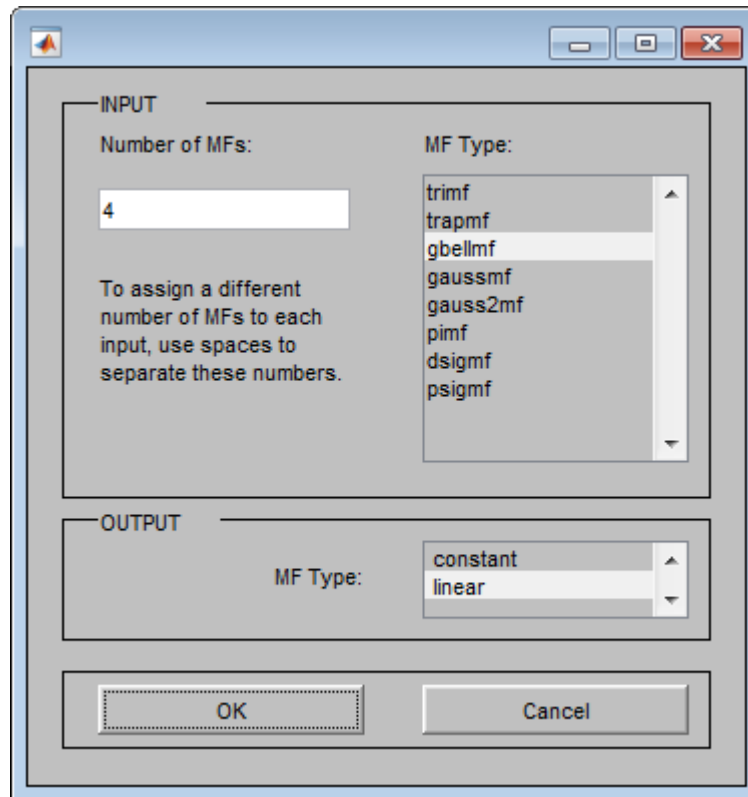 INPUT
Number of MFs:
4
To assign a different
number of MFs to each
input, use spaces to
separate these numbers.
MF Type:
trimf
trapmf
gbellmf
gaussmf
gauss2mf
pimf
dsigmf
psigmf
OUTPUT
MF Type:
constant
linear
OK
Cancel